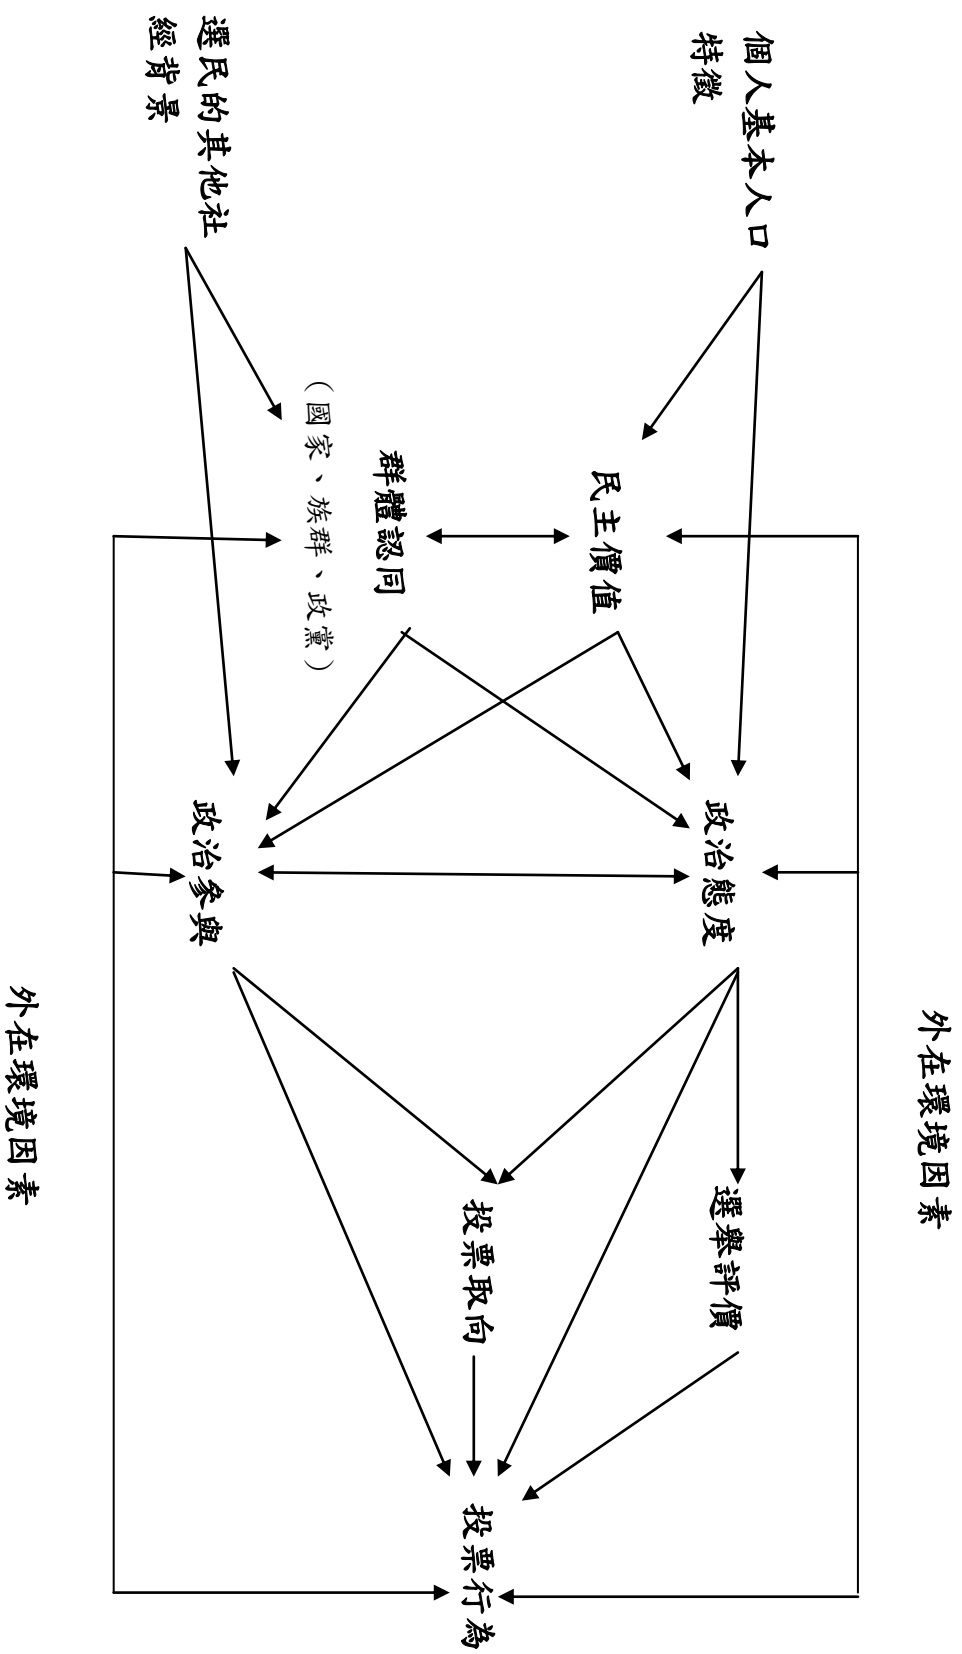 外在環境因素
個人基本人口
特徵
政治態度
選舉評價
民主價值
投票取向
投票行為
群體認同
(國家、族群、政黨)
選民的其他社
經背景
政治參與
外在環境因素